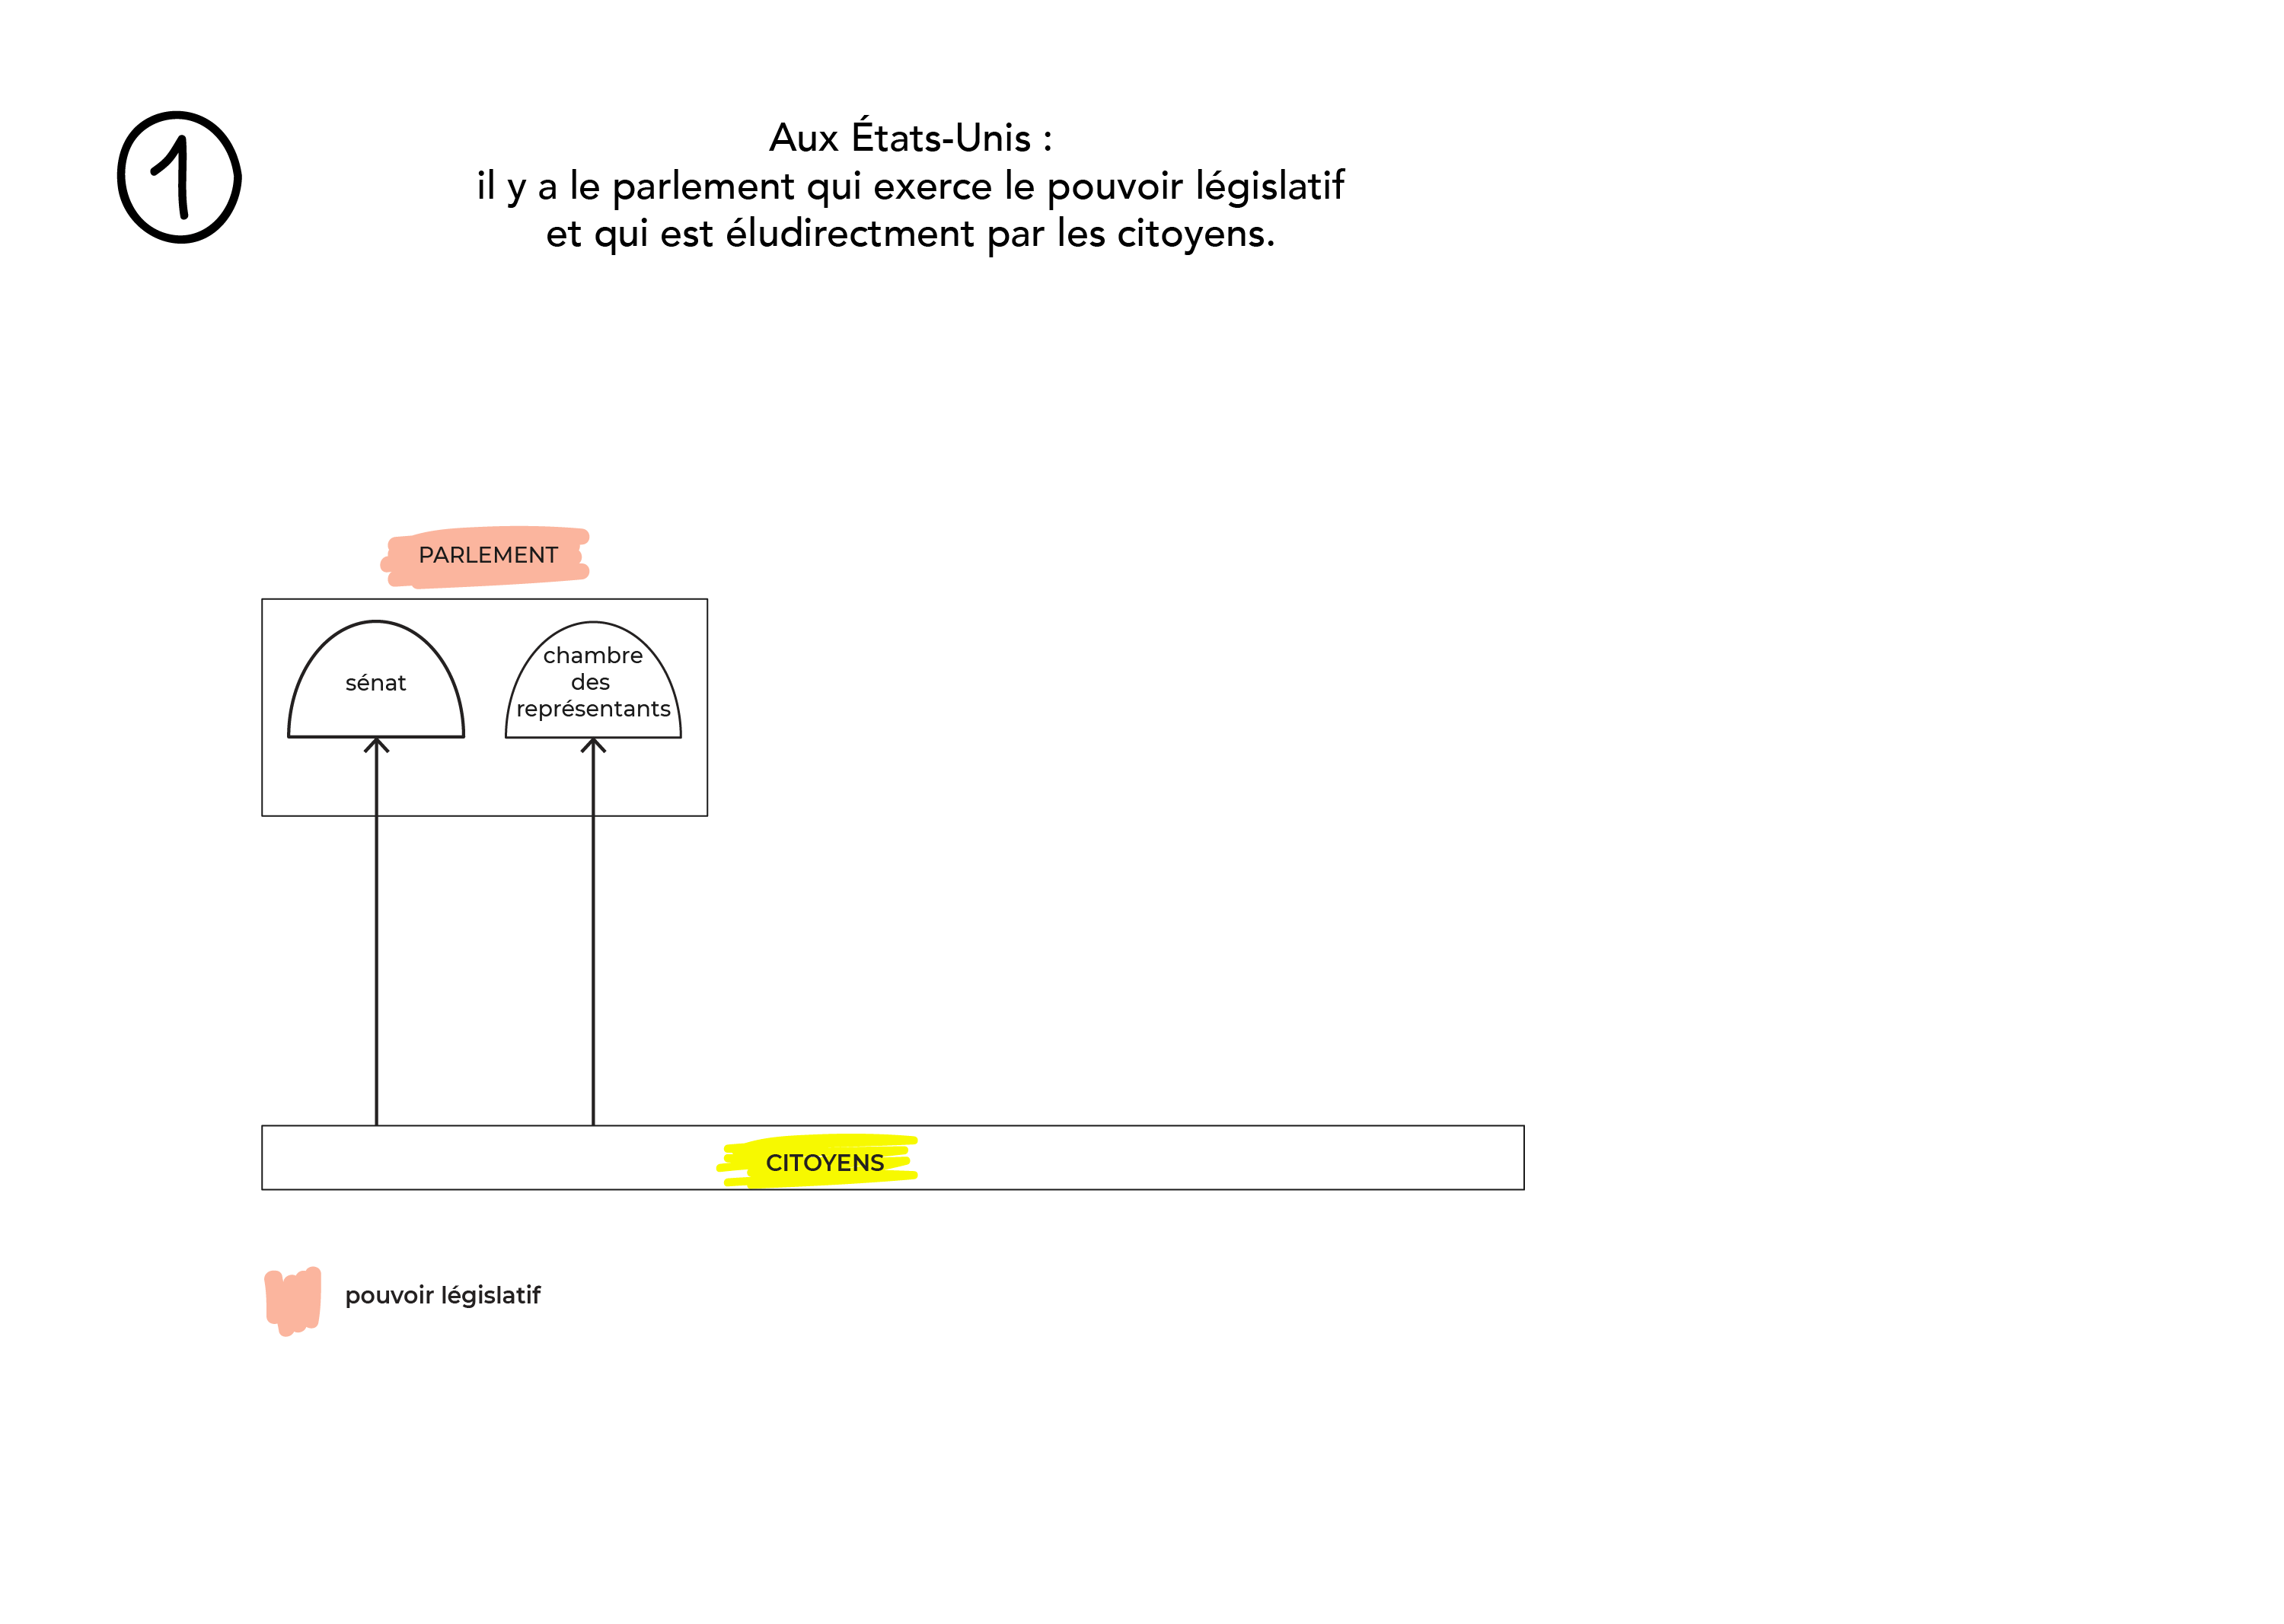 1
Aux États-Unis :
il y a le parlement qui exerce le pouvoir législatif
et qui est éludirectment par les citoyens.
PARLEMENT
sénat
chambre
des
représentants
CITOYENS
pouvoir législatif